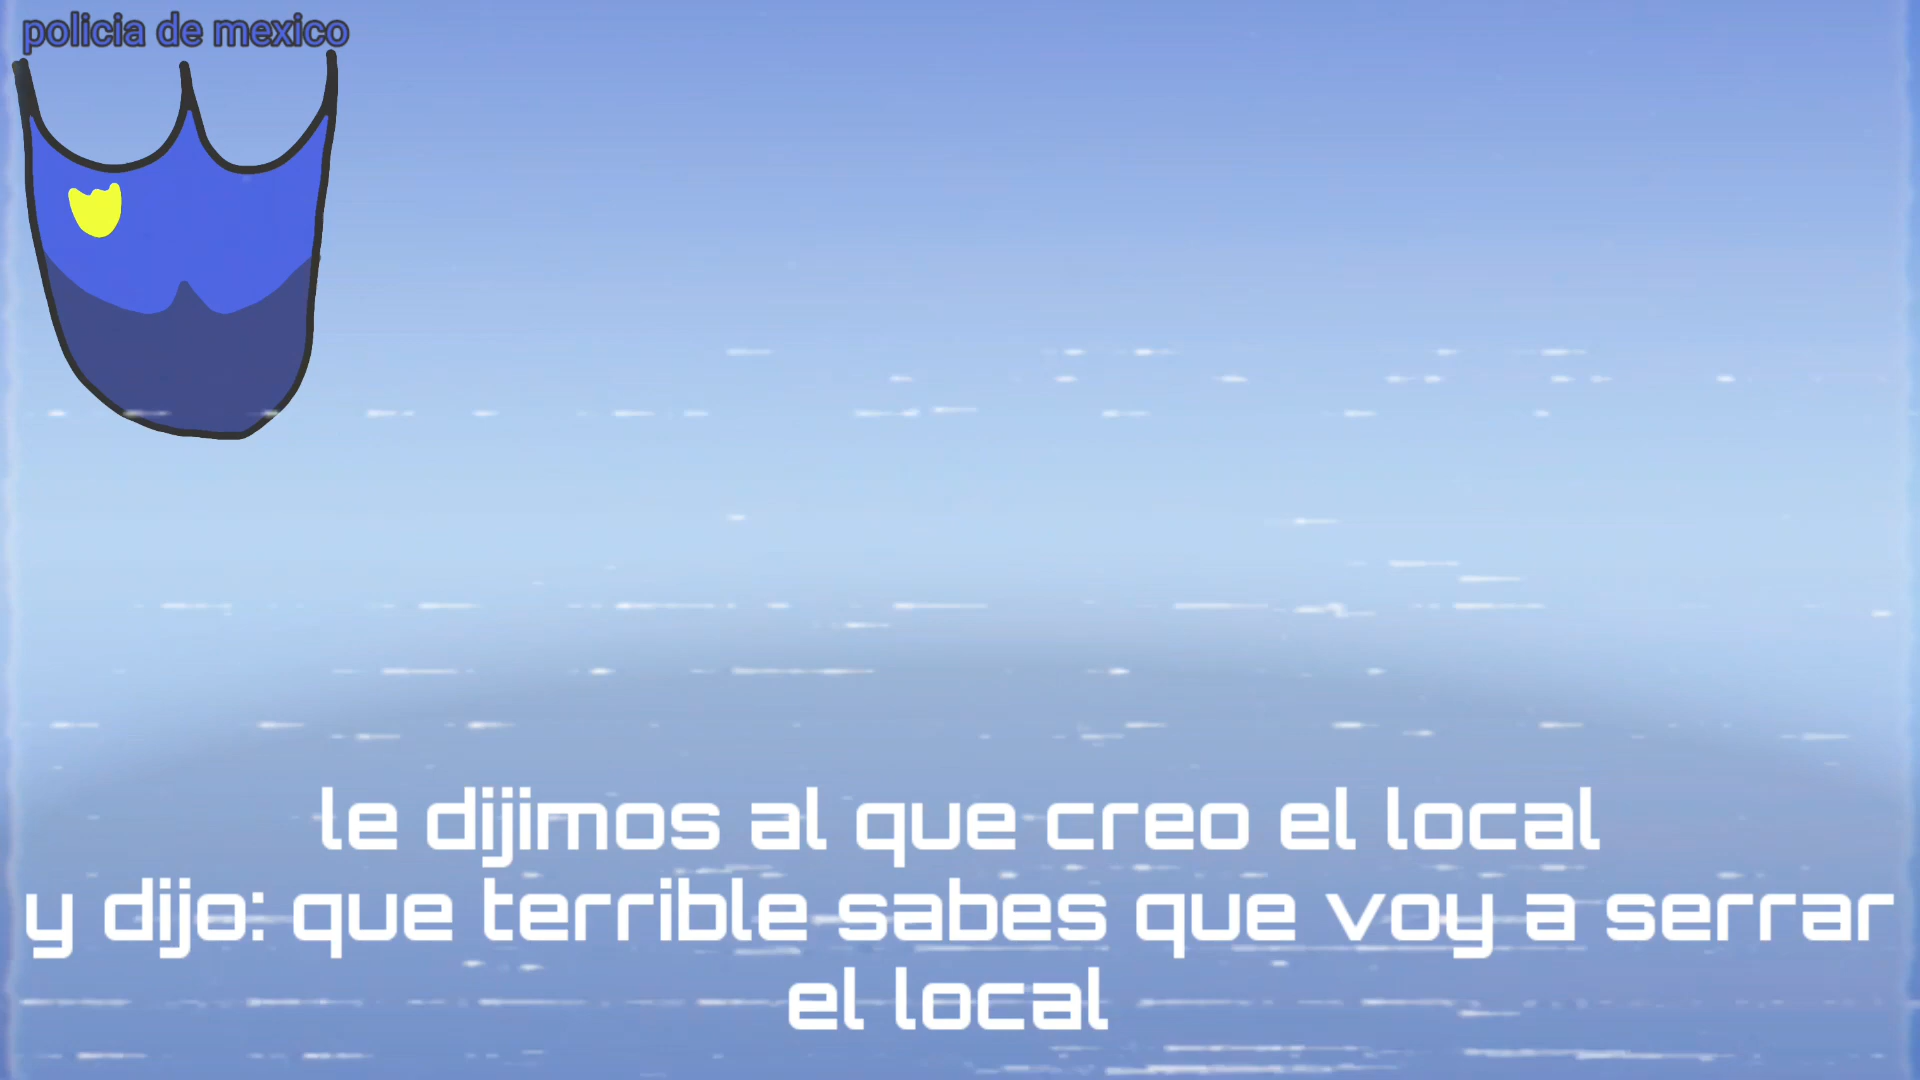 policia de mexico
le dijimos al que creo el local
y dijo: que terrible sabes que voy a serrar
el local